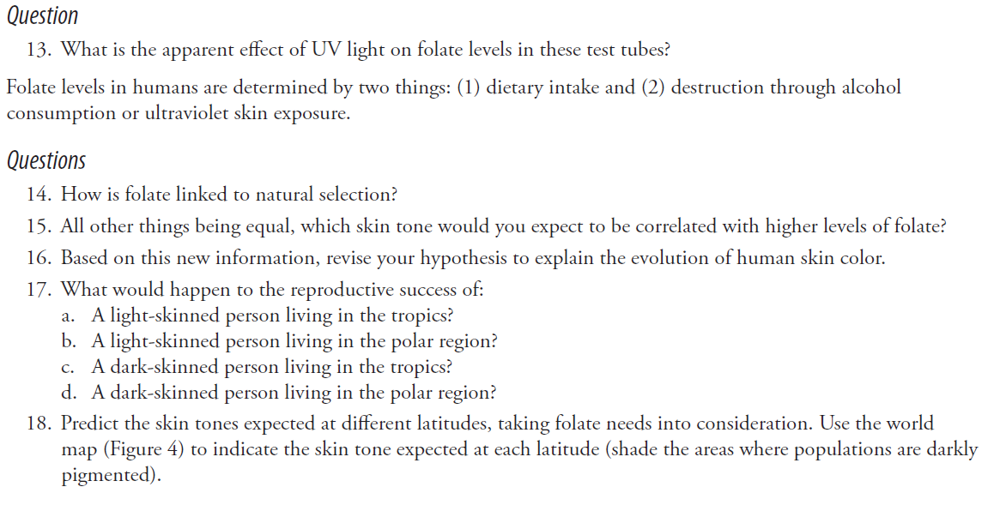 Question
13. What is the apparent effect of UV light on folate levels in these test tubes?
Folate levels in humans are determined by two things: (1) dietary intake and (2) destruction through alcohol
consumption or ultraviolet skin exposure.
Questions
14. How is folate linked to natural selection?
15. All other things being equal, which skin tone would you expect to be correlated with higher levels of folate?
16. Based on this new information, revise your hypothesis to explain the evolution of human skin color.
17. What would happen to the reproductive success of:
a. A light-skinned person living in the tropics?
b. A light-skinned person living in the polar region?
c. A dark-skinned person living in the tropics?
d. A dark-skinned person living in the polar region?
18. Predict the skin tones expected at different latitudes, taking folate needs into consideration. Use the world
map (Figure 4) to indicate the skin tone expected at each latitude (shade the areas where populations are darkly
pigmented).